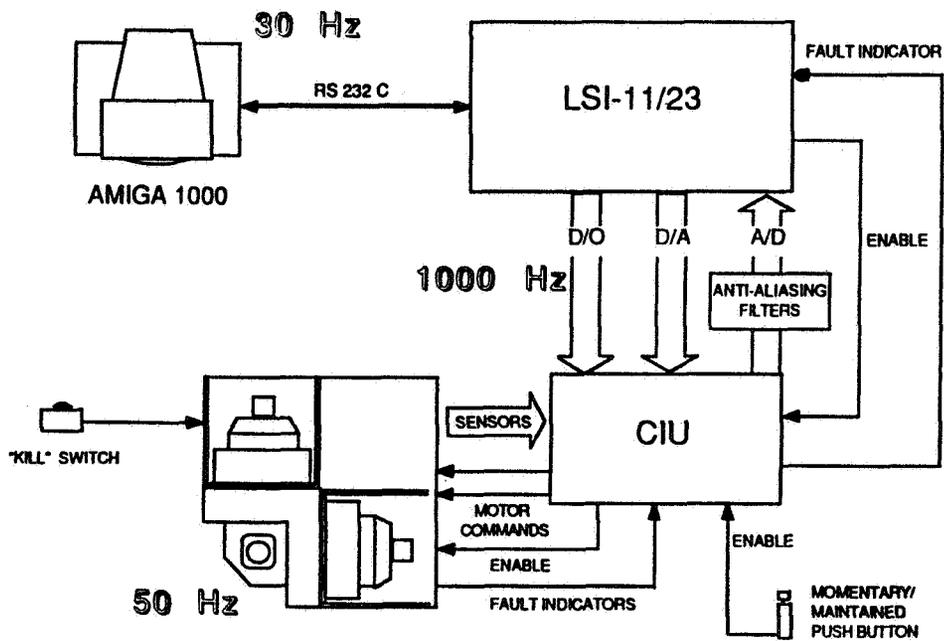 30 Hz
FAULT INDICATOR
RS 232 C
LSI-11/23
AMIGA 1000
D/O
D/A
A/D
ENABLE
1000 Hz
ANTI-ALIASING
FILTERS
SENSORS
CIU
"KILL" SWITCH
MOTOR
COMMANDS
ENABLE
ENABLE
FAULT INDICATORS
50 Hz
MOMENTARY/
MAINTAINED
PUSH BUTTON